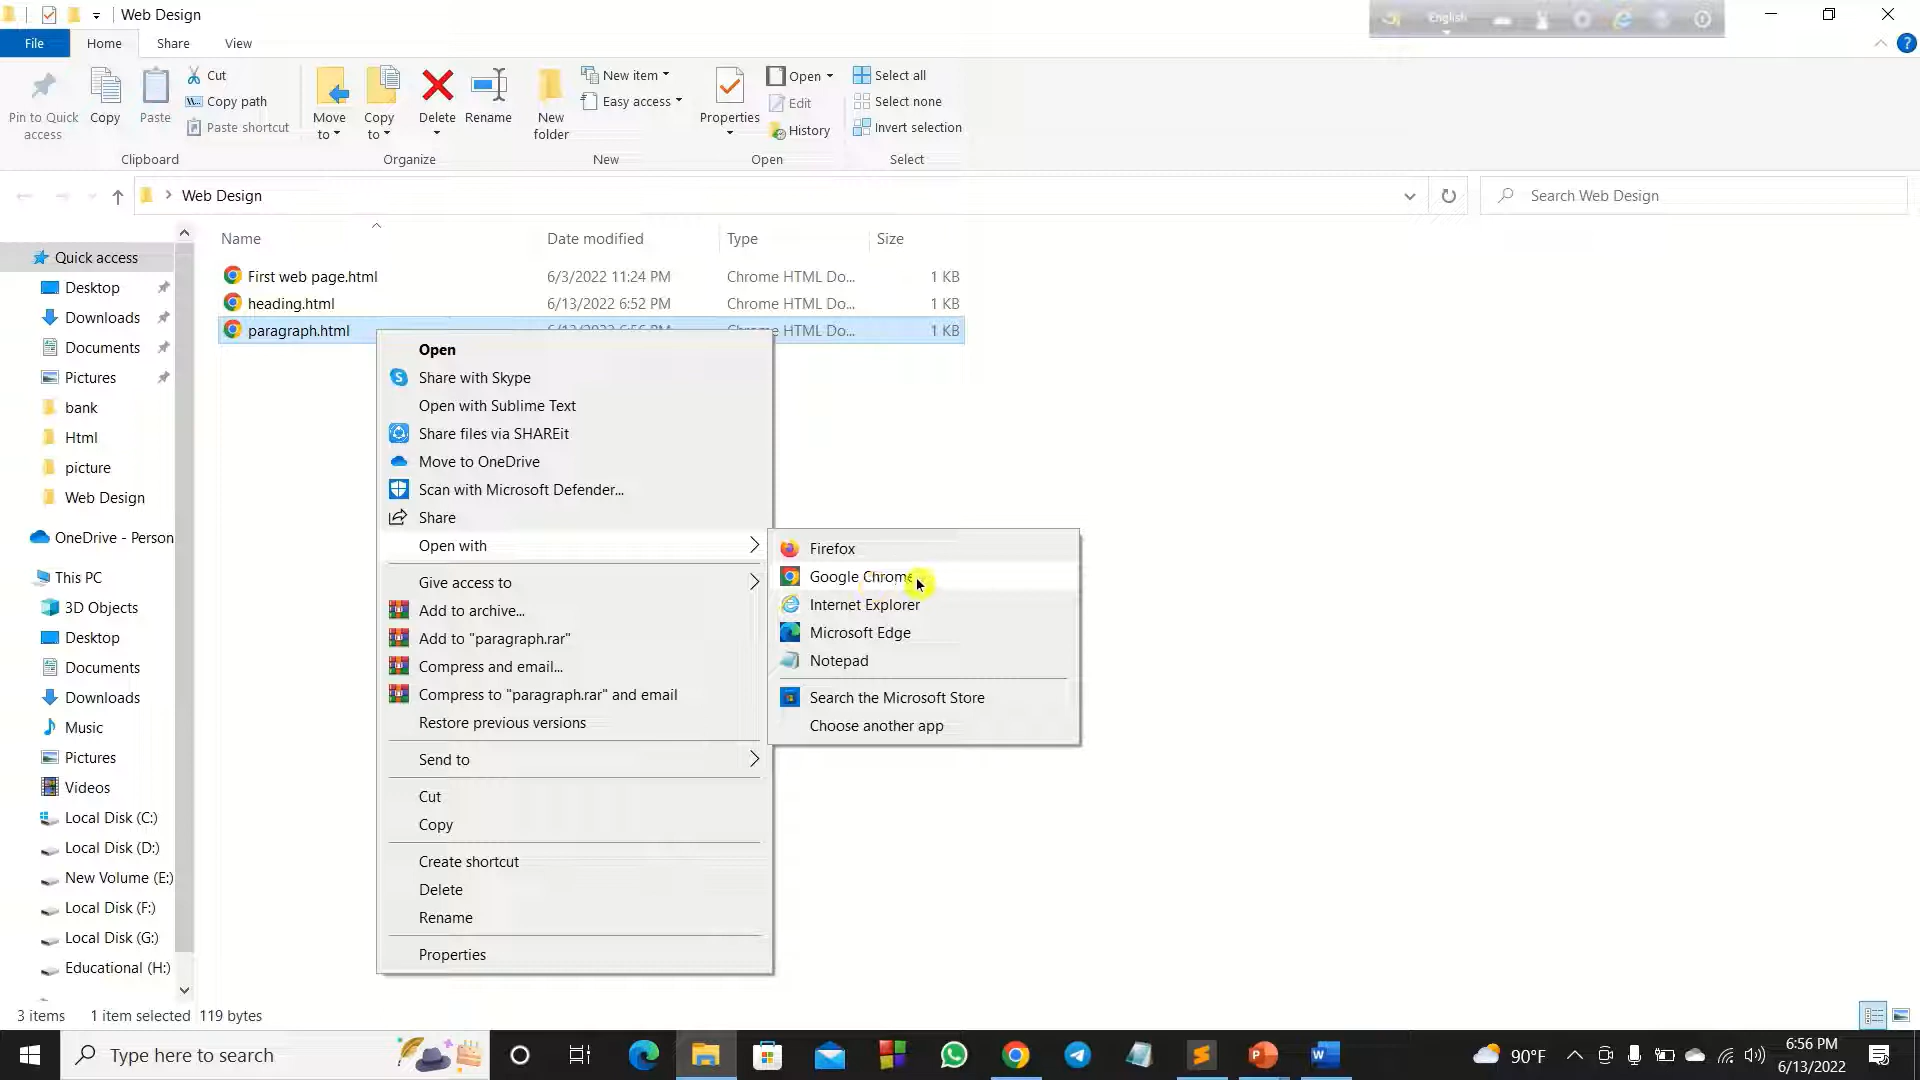 Web Design
English
File
Home
Share
View
Pin to Quick
access
Copy
Paste
Cut
Copy path
Paste shortcut
Clipboard
Move
to
Copy
to
Delete
Rename
Organize
New
folder
New item
Easy access
New
Properties
Open
Edit
History
Open
Select all
Select none
Invert selection
Select
Web Design
Search Web Design
Name
Date modified
Type
Size
First web page.html 6/3/2022 11:24 PM Chrome HTML Do... 1 KB
heading.html 6/13/2022 6:52 PM Chrome HTML Do... 1 KB
paragraph.html 6/13/2022 6:56 PM Chrome HTML Do... 1 KB
Quick access
Desktop
Downloads
Documents
Pictures
bank
Html
picture
Web Design
OneDrive - Person
This PC
3D Objects
Desktop
Documents
Downloads
Music
Pictures
Videos
Local Disk (C:)
Local Disk (D:)
New Volume (E:)
Local Disk (F:)
Local Disk (G:)
Educational (H:)
Open
Share with Skype
Open with Sublime Text
Share files via SHAREit
Move to OneDrive
Scan with Microsoft Defender...
Share
Open with
Give access to
Add to archive...
Add to "paragraph.rar"
Compress and email...
Compress to "paragraph.rar" and email
Restore previous versions
Send to
Cut
Copy
Create shortcut
Delete
Rename
Properties
Firefox
Google Chrome
Internet Explorer
Microsoft Edge
Notepad
Search the Microsoft Store
Choose another app
3 items 1 item selected 119 bytes
Type here to search
90°F
6:56 PM
6/13/2022